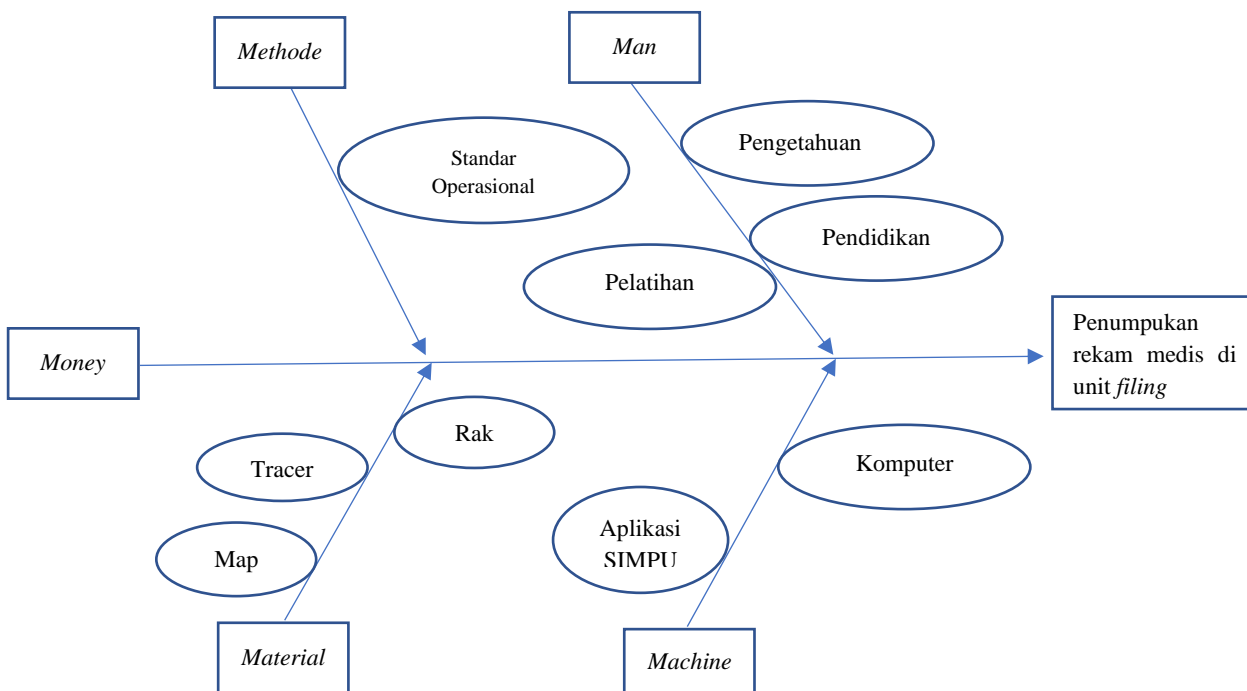 Methode
Man
Standar
Operasional
Pengetahuan
Pendidikan
Pelatihan
Money
Penumpukan
rekam medis di
unit filing
Rak
Tracer
Map
Komputer
Aplikasi
SIMPU
Material
Machine